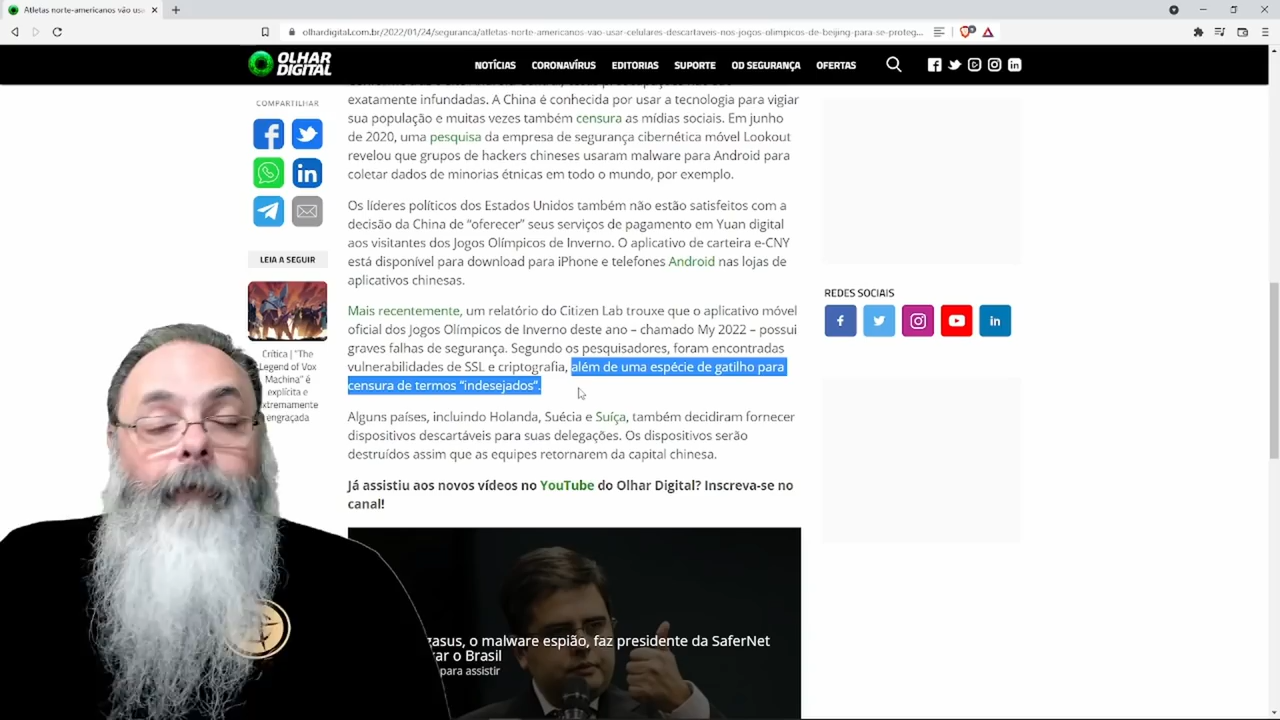 Atletas norte-americanos vão usa
olhardigital.com.br/2022/01/24/seguranca/atletas-norte-americanos-vao-usar-celulares-descartaveis-nos-jogos-olimpicos-de-beijing-para-se-proteg...
OLHAR
DIGITAL
NOTÍCIAS
CORONAVÍRUS
EDITORIAS
SUPORTE
OD SEGURANÇA
OFERTAS
COMPARTILHAR
exatamente infundadas. A China é conhecida por usar a tecnologia para vigiar
sua população e muitas vezes também censura as mídias sociais. Em junho
de 2020, uma pesquisa da empresa de segurança cibernética móvel Lookout
revelou que grupos de hackers chineses usaram malware para Android para
coletar dados de minorias étnicas em todo o mundo, por exemplo.
Os líderes políticos dos Estados Unidos também não estão satisfeitos com a
decisão da China de “oferecer” seus serviços de pagamento em Yuan digital
aos visitantes dos Jogos Olímpicos de Inverno. O aplicativo de carteira e-CNY
está disponível para download para iPhone e telefones Android nas lojas de
aplicativos chinesas.
Mais recentemente, um relatório do Citizen Lab trouxe que o aplicativo móvel
oficial dos Jogos Olímpicos de Inverno deste ano – chamado My 2022 – possui
graves falhas de segurança. Segundo os pesquisadores, foram encontradas
vulnerabilidades de SSL e criptografia, além de uma espécie de gatilho para
censura de termos “indesejados”.
Alguns países, incluindo Holanda, Suécia e Suíça, também decidiram fornecer
dispositivos descartáveis para suas delegações. Os dispositivos serão
destruídos assim que as equipes retornarem da capital chinesa.
Já assistiu aos novos vídeos no YouTube do Olhar Digital? Inscreva-se no
canal!
LEIA A SEGUIR
Crítica | “The
Legend of Vox
Machina” é
explícita e
extremamente
engraçada
REDES SOCIAIS
gasus, o malware espião, faz presidente da SaferNet
rar o Brasil
para assistir